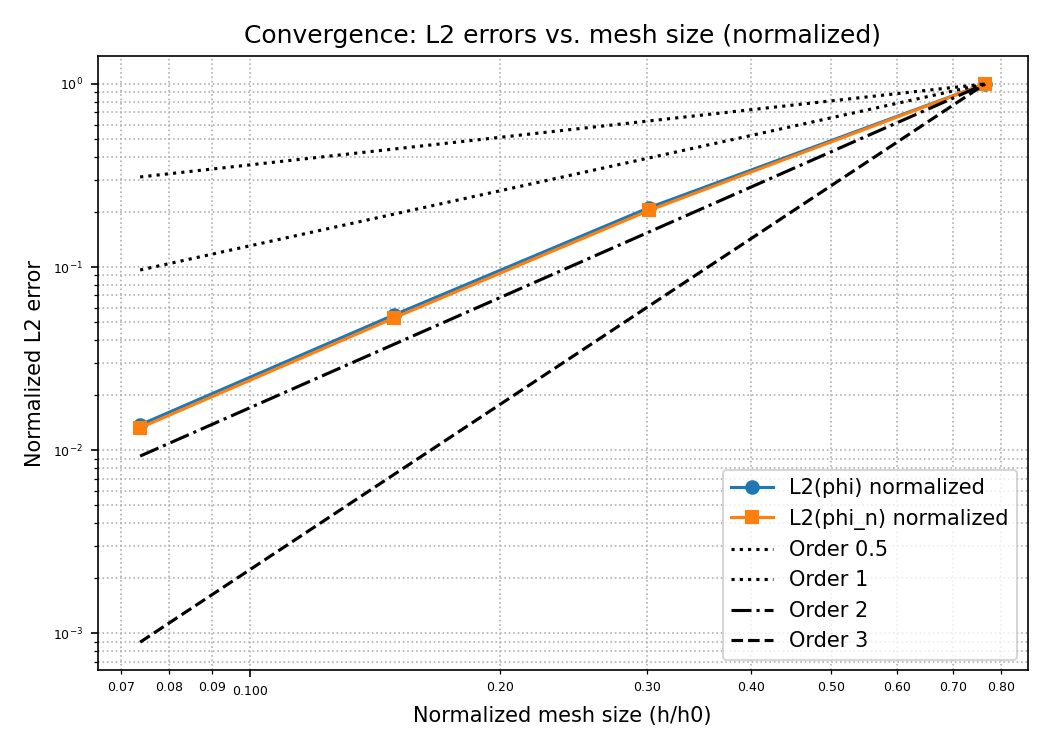 Convergence: L2 errors vs. mesh size (normalized)
Normalized L2 error
10⁰
10⁻¹
10⁻²
10⁻³
L2(phi) normalized
L2(phi_n) normalized
Order 0.5
Order 1
Order 2
Order 3
0.07 0.08 0.09 0.100 0.20 0.30 0.40 0.50 0.60 0.70 0.80
Normalized mesh size (h/h0)